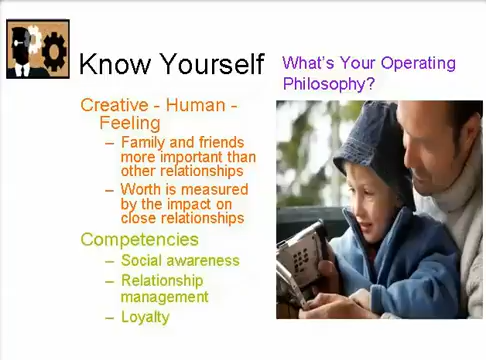 Know Yourself
What's Your Operating
Philosophy?
Creative - Human -
Feeling
– Family and friends
more important than
other relationships
– Worth is measured
by the impact on
close relationships
Competencies
– Social awareness
– Relationship
management
– Loyalty